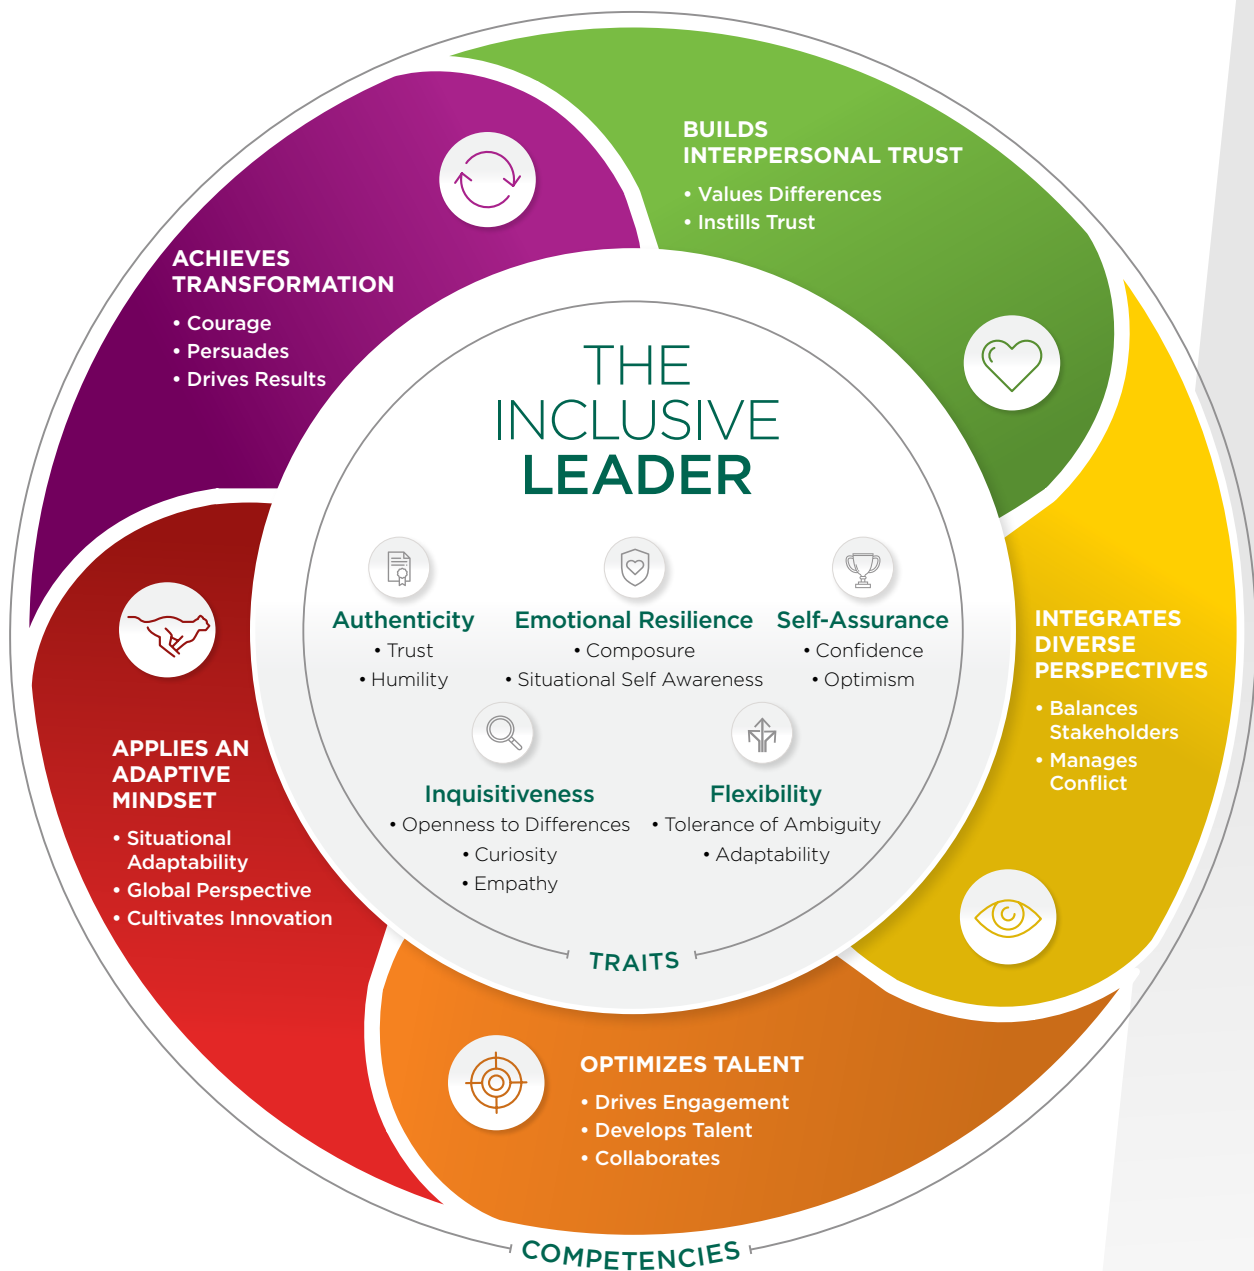 BUILDS
INTERPERSONAL TRUST
• Values Differences
• Instills Trust
ACHIEVES
TRANSFORMATION
• Courage
• Persuades
• Drives Results
THE
INCLUSIVE
LEADER
Authenticity
• Trust
• Humility
Emotional Resilience
• Composure
• Situational Self Awareness
Self-Assurance
• Confidence
• Optimism
Inquisitiveness
• Openness to Differences
• Curiosity
• Empathy
Flexibility
• Tolerance of Ambiguity
• Adaptability
TRAITS
INTEGRATES
DIVERSE
PERSPECTIVES
• Balances
Stakeholders
• Manages
Conflict
APPLIES AN
ADAPTIVE
MINDSET
• Situational
Adaptability
• Global Perspective
• Cultivates Innovation
OPTIMIZES TALENT
• Drives Engagement
• Develops Talent
• Collaborates
COMPETENCIES